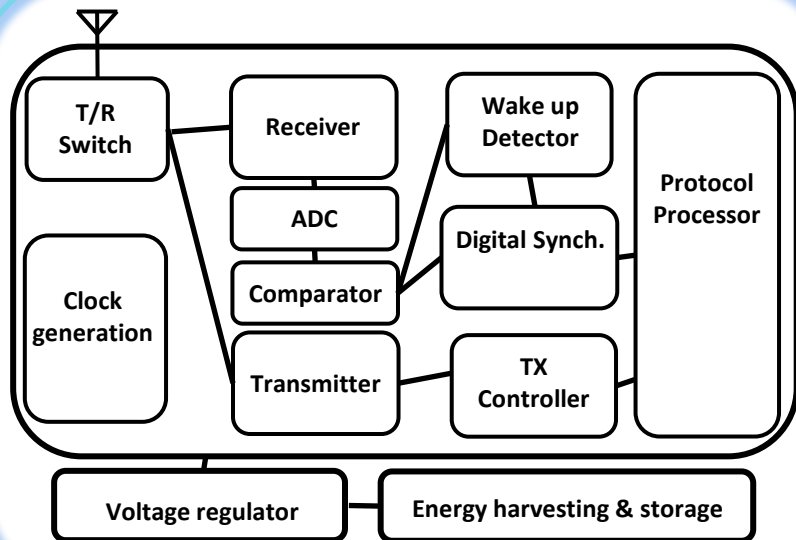 T/R
Switch
Receiver
Wake up
Detector
Protocol
Processor
ADC
Digital Synch.
Comparator
Clock
generation
Transmitter
TX
Controller
Voltage regulator
Energy harvesting & storage